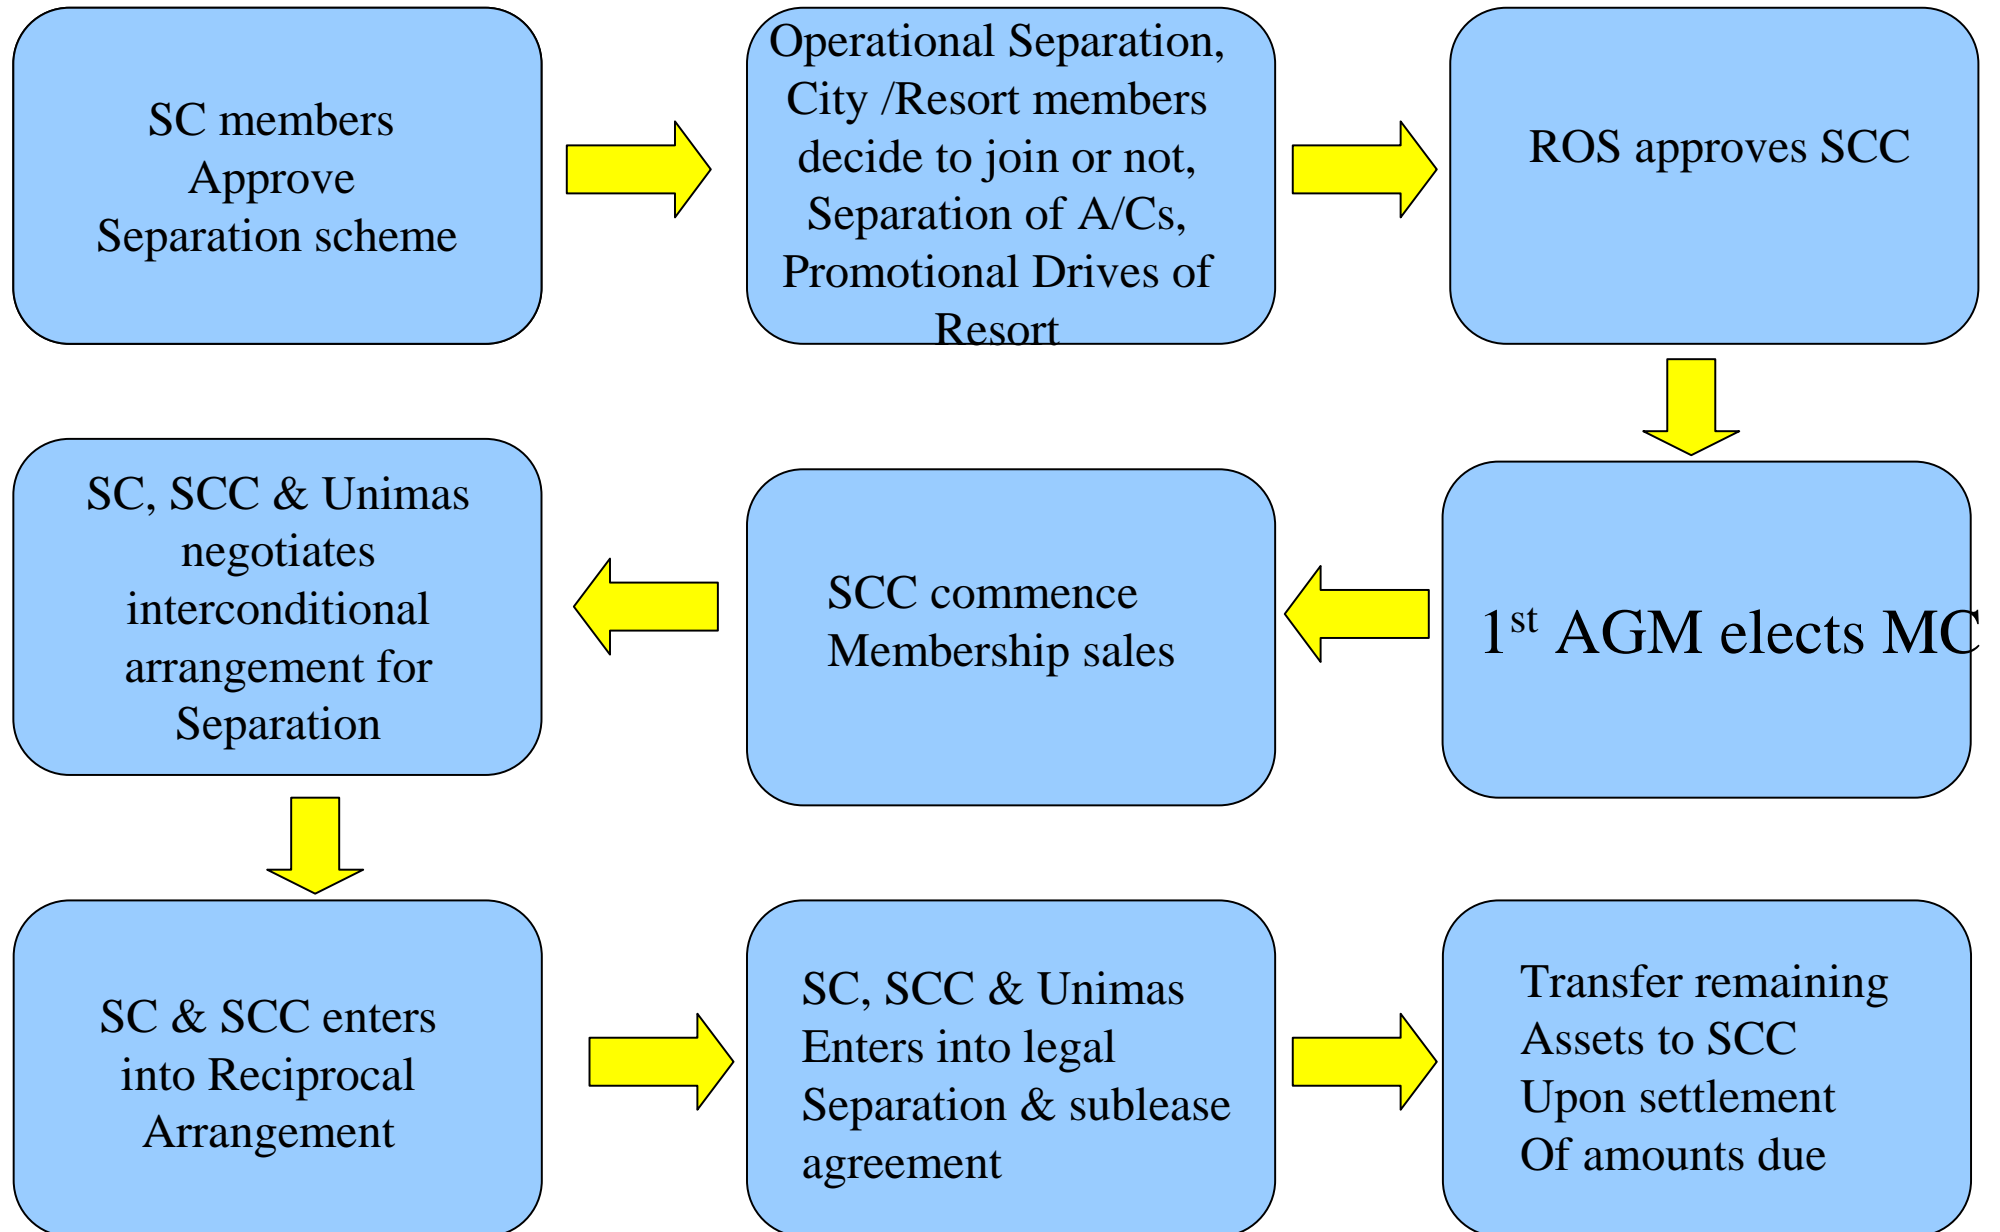 SC members
Approve
Separation scheme
Operational Separation,
City /Resort members
decide to join or not,
Separation of A/Cs,
Promotional Drives of
Resort
ROS approves SCC
1st AGM elects MC
SCC commence
Membership sales
SC, SCC & Unimas
negotiates
interconditional
arrangement for
Separation
SC & SCC enters
into Reciprocal
Arrangement
SC, SCC & Unimas
Enters into legal
Separation & sublease
agreement
Transfer remaining
Assets to SCC
Upon settlement
Of amounts due